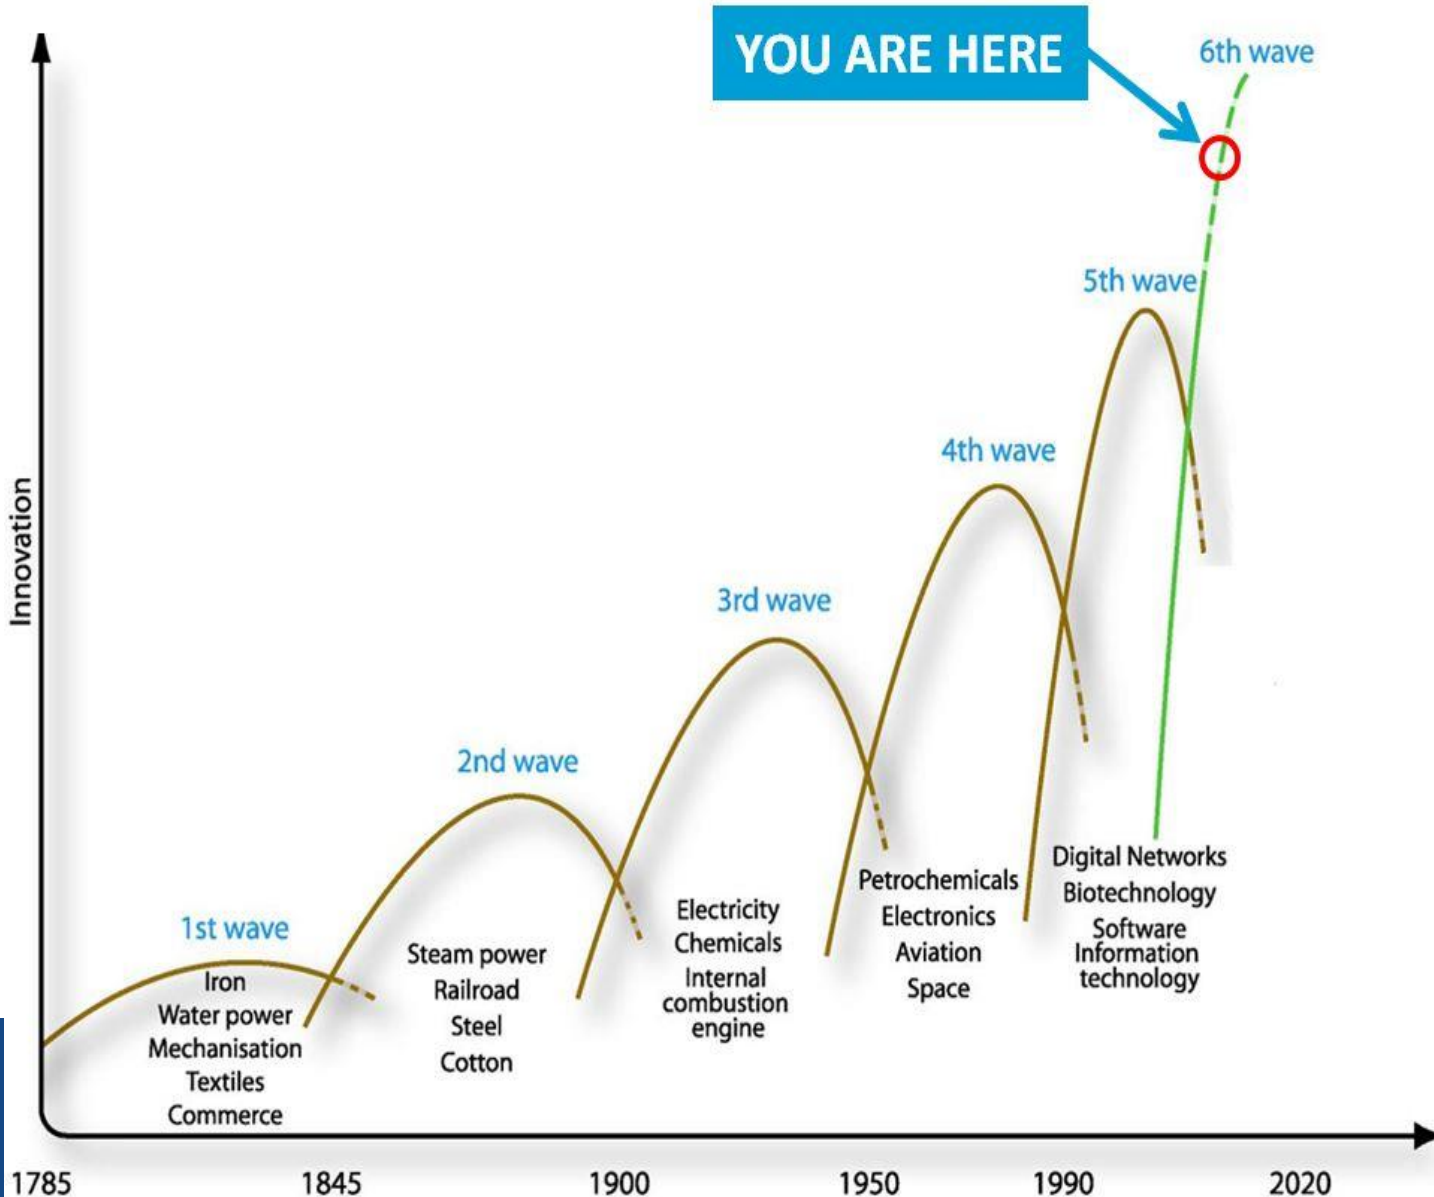 YOU ARE HERE
6th wave
5th wave
4th wave
3rd wave
2nd wave
1st wave
Innovation
Iron
Water power
Mechanisation
Textiles
Commerce
Steam power
Railroad
Steel
Cotton
Electricity
Chemicals
Internal
combustion
engine
Petrochemicals
Electronics
Aviation
Space
Digital Networks
Biotechnology
Software
Information
technology
1785 1845 1900 1950 1990 2020